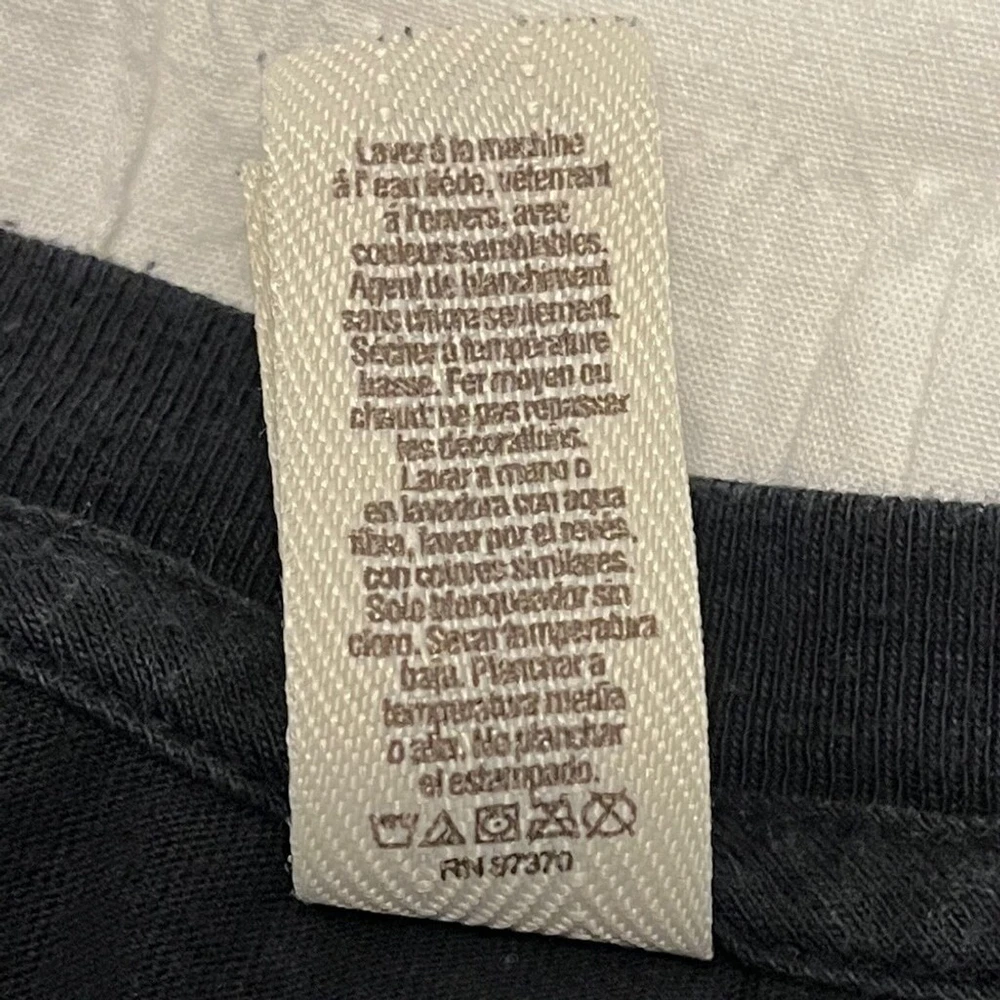 Laver á la machine
á l'eau tiéde, vêtement
á l'envers, avec
couleurs semblables.
Agent de blanchiment
sans chlore seulement.
Sécher á température
basse. Fer moyen ou
chaud; ne pas repasser
les décorations.
Lavar a mano o
en lavadora con agua
tibia, lavar por el revés,
con colores similares.
Solo blanqueador sin
cloro. Secar temperatura
baja. Planchar a
temperatura media
o alta. No planchar
el estampado.
RN 97370